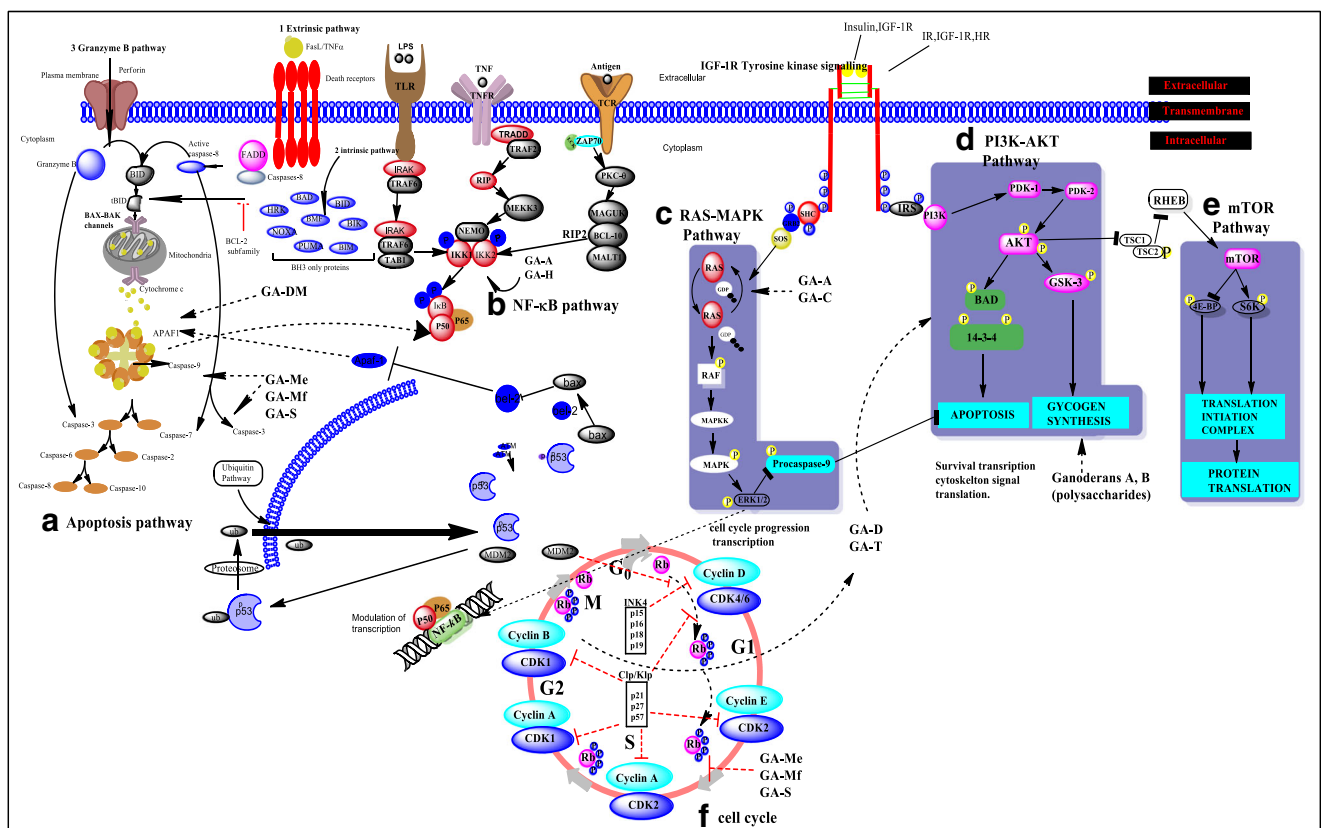 3 Granzyme B pathway
Plasma membrane
Perforin
Cytoplasm
Granzyme B
BID
Active
caspase-8
tBID
BAX-BAK
channels
Mitochondria
Cytochrome c
APAF1
Caspase-9
Caspase-3
Caspase-7
Caspase-3
Caspase-6
Caspase-2
Caspase-8
Caspase-10
a Apoptosis pathway
1 Extrinsic pathway
FasL/TNFα
Death receptors
FADD
Caspases-8
2 intrinsic pathway
BCL-2
subfamily
HRK
BAD
BID
NOXA
BMF
BIK
PUMA
BIM
BH3 only proteins
GA-DM
GA-Me
GA-Mf
GA-S
LPS
TLR
IRAK
TRAF6
IRAK
TRAF6
TAB1
TNF
TNFR
TRADD
TRAF2
RIP
MEKK3
NEMO
IKK1
IKK2
P
P
GA-A
GA-H
IκB
P50
P65
b NF-κB pathway
Antigen
TCR
ZAP70
PKC-θ
MAGUK
RIP2
BCL-10
MALT1
Extracellular
Cytoplasm
IGF-1R Tyrosine kinase signalling
Insulin,IGF-1R
IR,IGF-1R,HR
Extracellular
Transmembrane
Intracellular
P
P
P
P
P
P
SHC
SOS
IRS
c RAS-MAPK
Pathway
RAS
GDP
RAS
GDP
RAF
P
MAPKK
MAPK
P
ERK1/2
P
P
Procaspase-9
GA-A
GA-C
cell cycle progression
transcription
d PI3K-AKT
Pathway
PI3K
PDK-1
PDK-2
P
AKT
P
P
P
BAD
P
GSK-3
P
P
14-3-4
APOPTOSIS
GYCOGEN
SYNTHESIS
Survival transcription
cytoskelton signal
translation.
Ganoderans A, B
(polysaccharides)
RHEB
TSC1
TSC2
P
e mTOR
Pathway
mTOR
P
4E-BP
P
S6K
TRANSLATION
INTIATION
COMPLEX
PROTEIN
TRANSLATION
GA-D
GA-T
bax
bax
p53
p53
p53
MDM2
Ubiquitin
Pathway
ub
ub
Proteosome
ub
p53
Modulation of
transcription
P50
P65
NF-kB
MDM2
G0
Rb
Rb
M
Rb
P
P
P
Cyclin D
CDK4/6
INK4
p15
p16
p18
p19
G1
Rb
P
P
P
Cyclin B
CDK1
G2
Clp/Klp
p21
p27
p57
Cyclin E
CDK2
Cyclin A
CDK1
Rb
P
P
P
S
Rb
P
P
P
Cyclin A
CDK2
GA-Me
GA-Mf
GA-S
f cell cycle